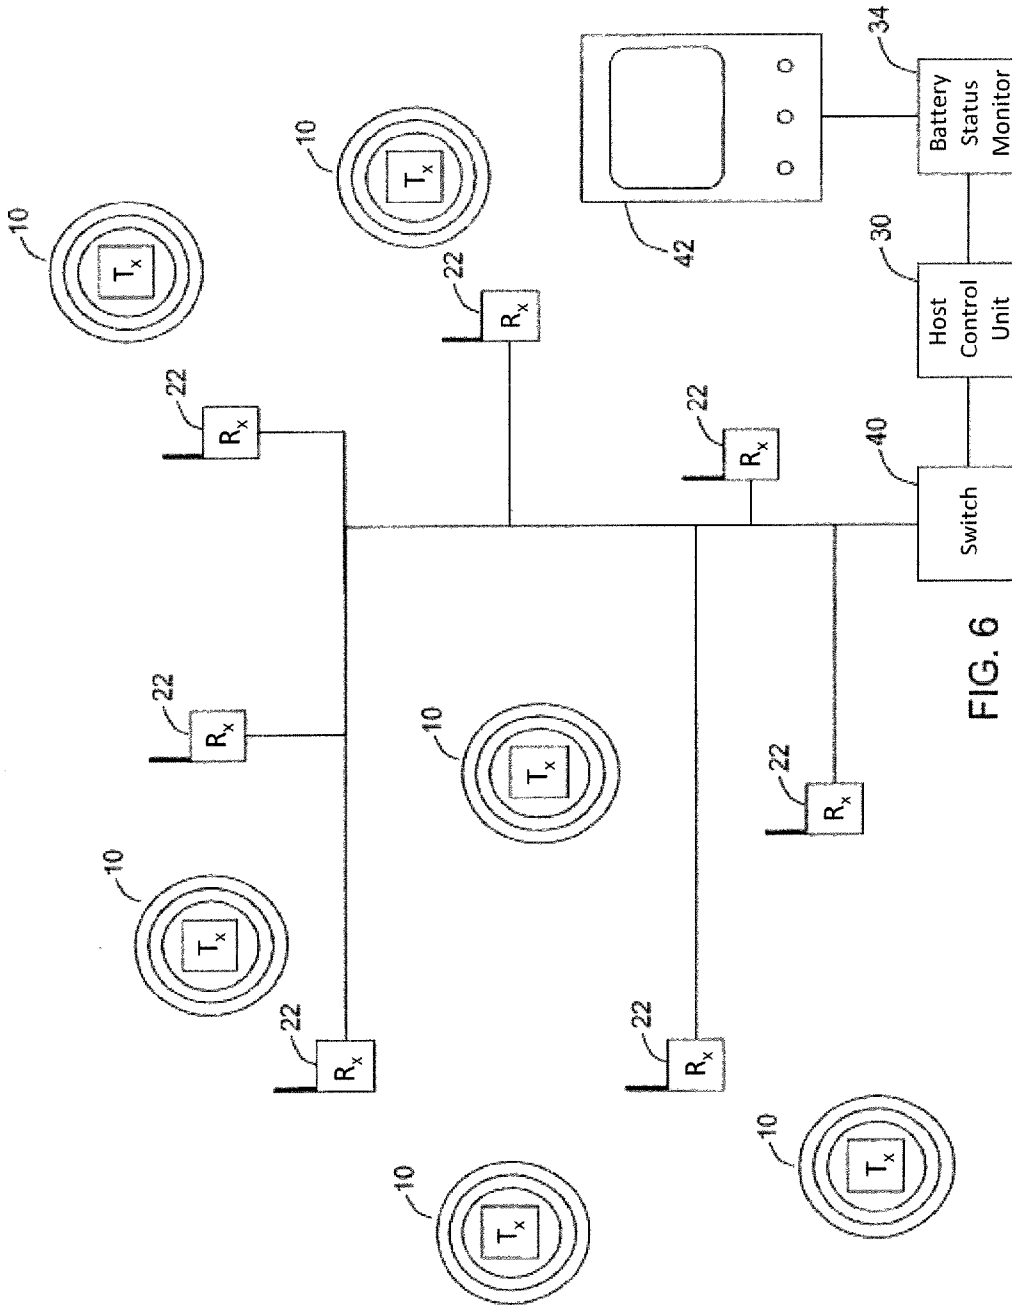 10
10
Tx
22
22
Tx
Rx
Rx
22
10
Rx
10
Tx
10
22
Tx
Rx
Tx
22
42
Rx
22
Rx
10
22
Rx
Tx
40
30
34
Switch
Host
Control
Unit
Battery
Status
Monitor
FIG. 6